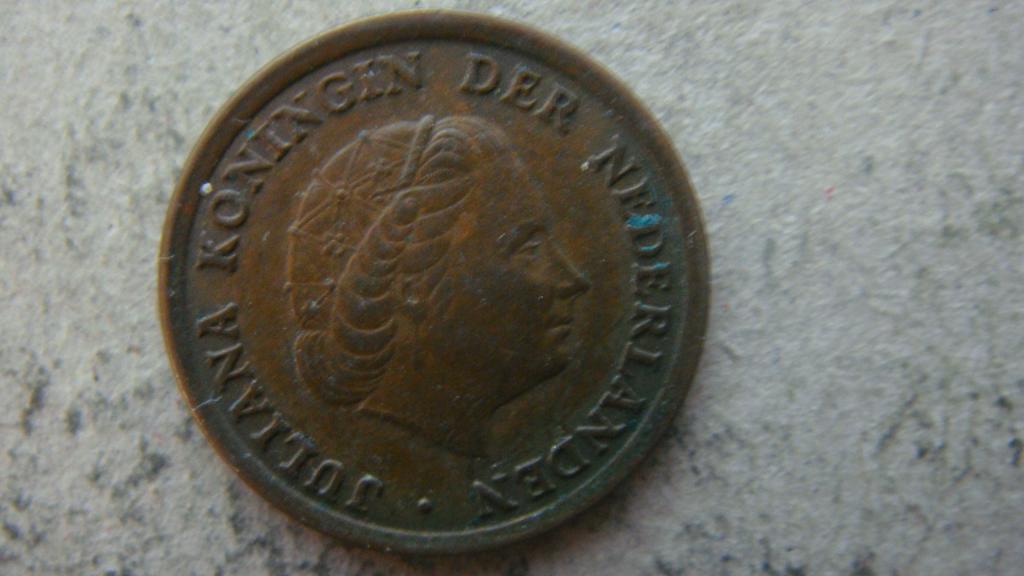 JULIANA KONINGIN DER NEDERLANDEN ·